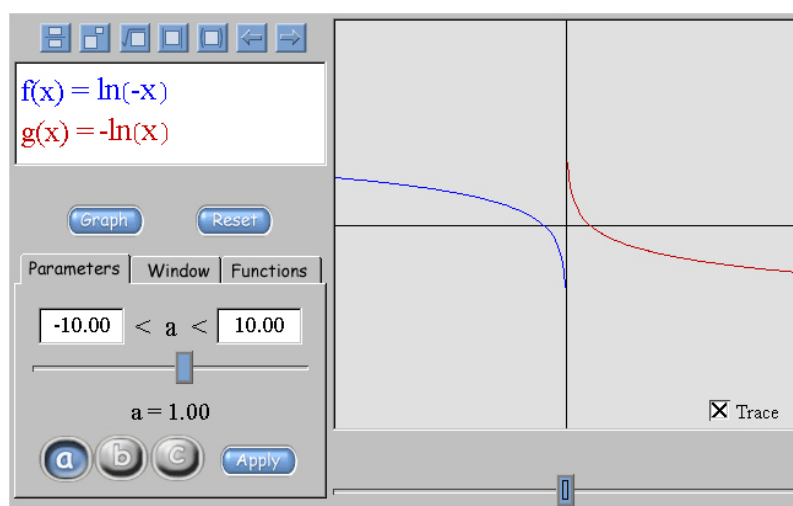 f(x) = ln(-x)
g(x) = -ln(x)
Graph Reset
Parameters Window Functions
-10.00 < a < 10.00
a = 1.00
a b c Apply
Trace